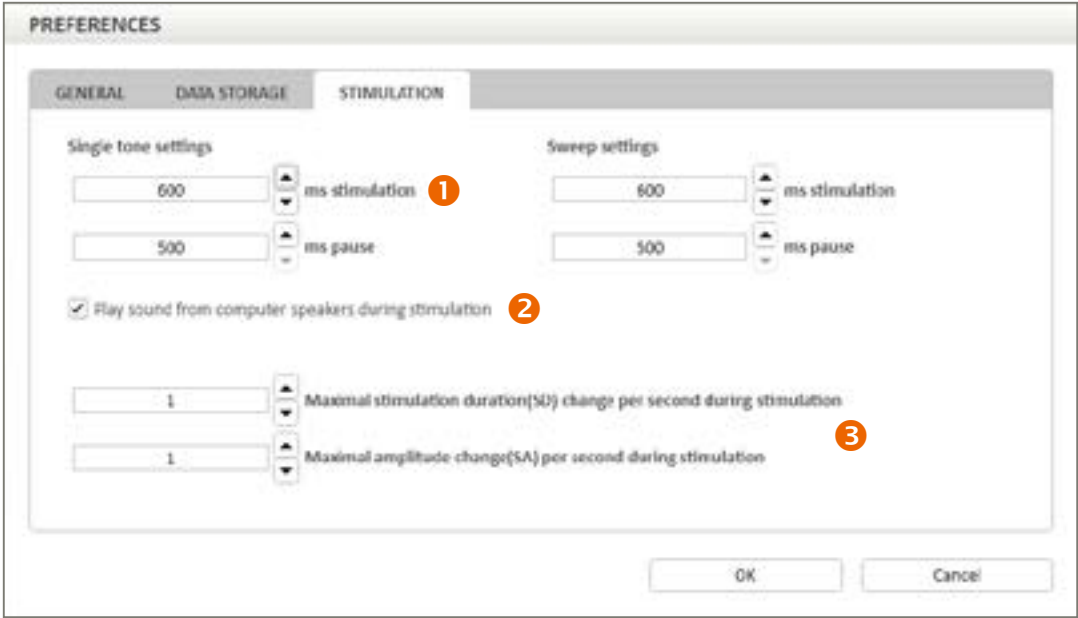 PREFERENCES
GENERAL DATA STORAGE STIMULATION
Single tone settings Sweep settings
600 ms stimulation 1 600 ms stimulation
500 ms pause 500 ms pause
Play sound from computer speakers during stimulation 2
1 Maximal stimulation duration(SD) change per second during stimulation
3
1 Maximal amplitude change(SA) per second during stimulation
OK Cancel